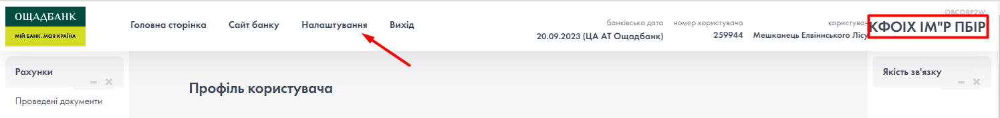 ОЩАДБАНК
МІЙ БАНК. МОЯ КРАЇНА
Головна сторінка
Сайт банку
Налаштування
Вихід
банківська дата
20.09.2023 (ЦА АТ Ощадбанк)
номер користувача
259944
користувач
Мешканець Елвіннського Лісу
OBCORP2W
КФОІХ ІМ"Р ПБІР
Рахунки
Проведені документи
Профіль користувача
Якість зв'язку